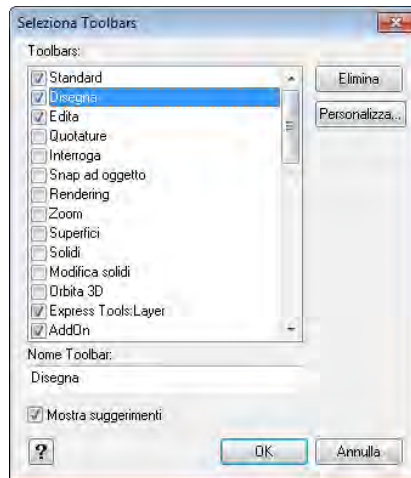 Seleziona Toolbars
Toolbars:
Standard
Disegna
Edita
Quotature
Interroga
Snap ad oggetto
Rendering
Zoom
Superfici
Solidi
Modifica solidi
Orbita 3D
Express Tools:Layer
AddOn
Elimina
Personalizza...
Nome Toolbar:
Disegna
Mostra suggerimenti
?
OK
Annulla